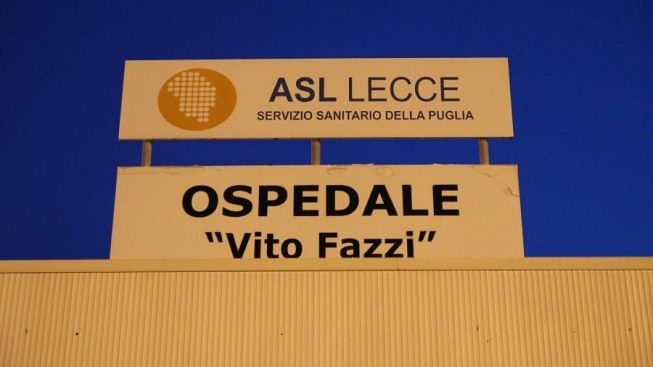 ASL LECCE
SERVIZIO SANITARIO DELLA PUGLIA
OSPEDALE
“Vito Fazzi”